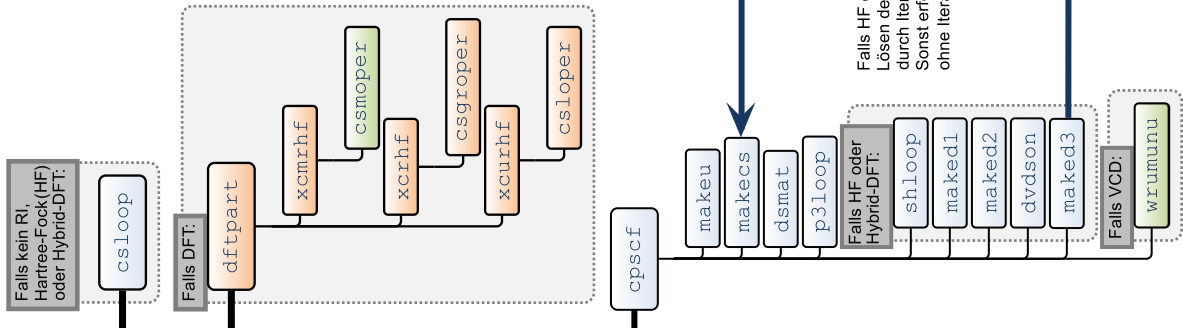 Falls kein RI,
Hartree-Fock(HF)
oder Hybrid-DFT:
csloop
Falls DFT:
dftpart
xcmrhf
csmoper
xcrhf
csgroper
xcurhf
csloper
cpscf
makeu
makecs
dsmat
p3loop
Falls HF oder
Hybrid-DFT:
shloop
maked1
maked2
dvdson
maked3
Falls HF
Lösen de
durch Iter
Sonst erf
ohne Itera
Falls VCD:
wrumunu